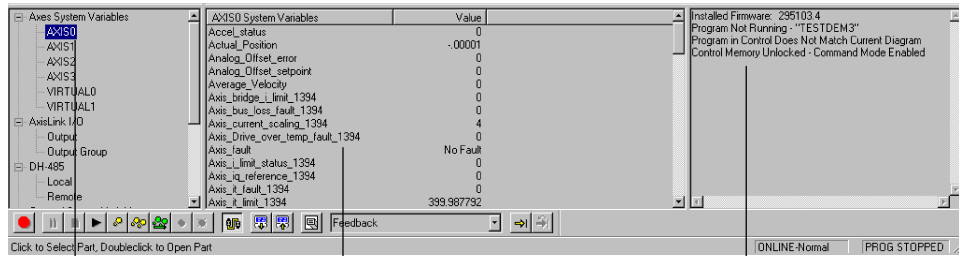 Axes System Variables
AXIS0
AXIS1
AXIS2
AXIS3
VIRTUAL0
VIRTUAL1
AxisLink I/O
Output
Output Group
DH-485
Local
Remote
AXIS0 System Variables Value
Accel_status 0
Actual_Position -.00001
Analog_Offset_error 0
Analog_Offset_setpoint 0
Average_Velocity 0
Axis_bridge_i_limit_1394 0
Axis_bus_loss_fault_1394 0
Axis_current_scaling_1394 4
Axis_Drive_over_temp_fault_1394 0
Axis_fault No Fault
Axis_i_limit_status_1394 0
Axis_iq_reference_1394 0
Axis_it_fault_1394 0
Axis_it_limit_1394 399.987792
Installed Firmware: 295103.4
Program Not Running - "TESTDEM3"
Program in Control Does Not Match Current Diagram
Control Memory Unlocked - Command Mode Enabled
Feedback
Click to Select Part, Doubleclick to Open Part
ONLINE-Normal
PROG STOPPED